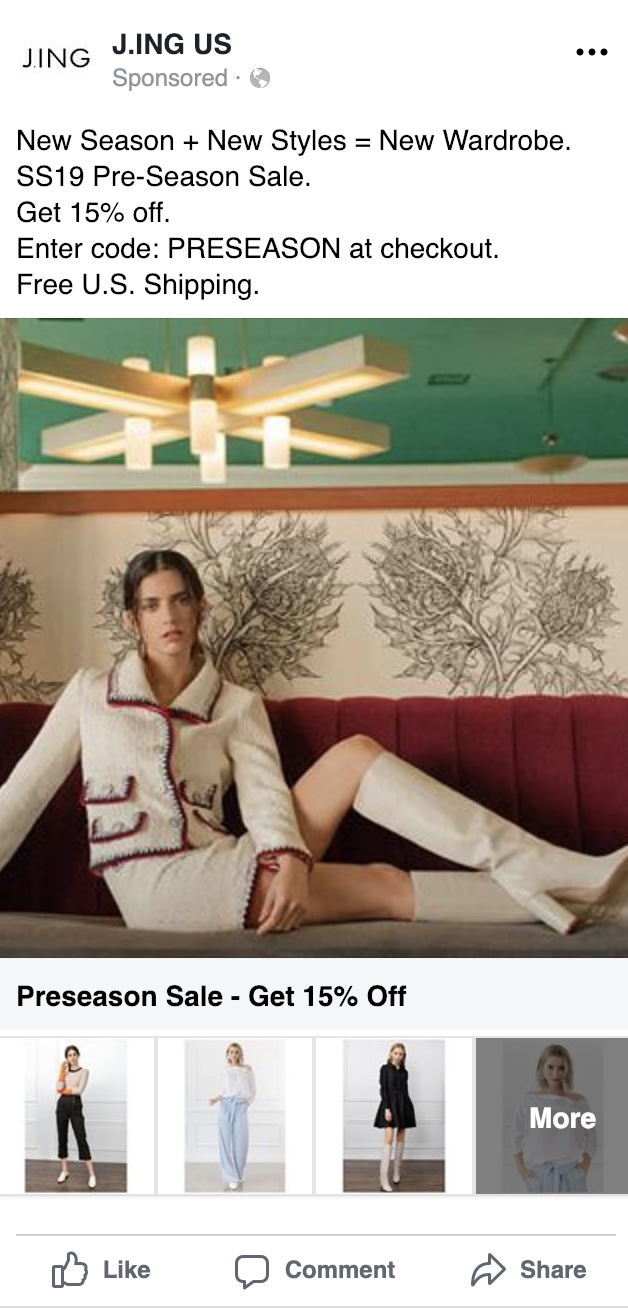 J.ING
J.ING US
Sponsored ·
New Season + New Styles = New Wardrobe.
SS19 Pre-Season Sale.
Get 15% off.
Enter code: PRESEASON at checkout.
Free U.S. Shipping.
Preseason Sale - Get 15% Off
More
Like
Comment
Share